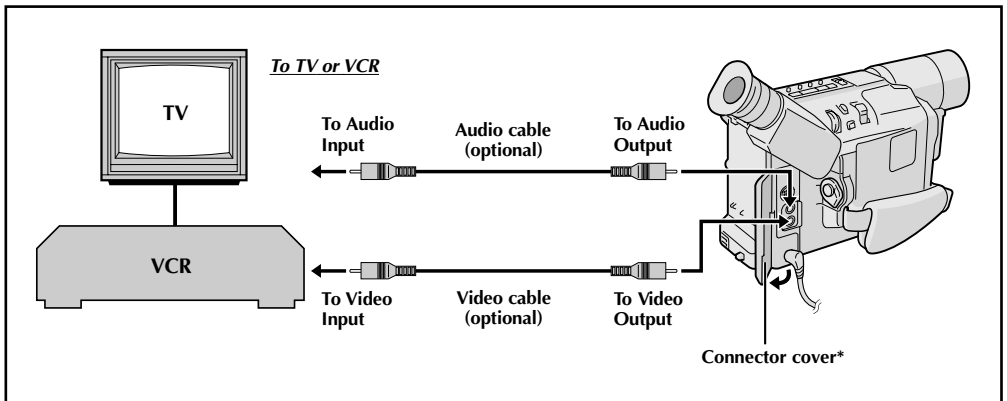 To TV or VCR
TV
To Audio
Input
Audio cable
(optional)
To Audio
Output
VCR
To Video
Input
Video cable
(optional)
To Video
Output
Connector cover*